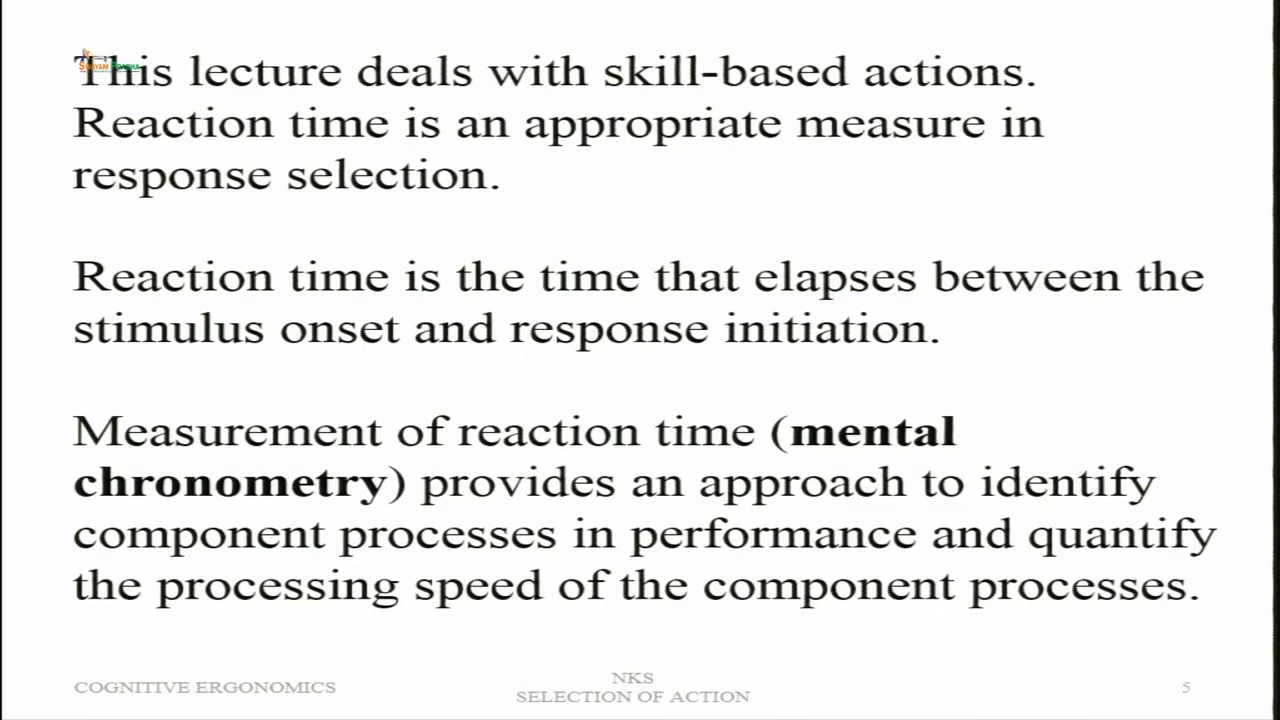 This lecture deals with skill-based actions.
Reaction time is an appropriate measure in
response selection.
Reaction time is the time that elapses between the
stimulus onset and response initiation.
Measurement of reaction time (mental
chronometry) provides an approach to identify
component processes in performance and quantify
the processing speed of the component processes.
COGNITIVE ERGONOMICS
NKS
SELECTION OF ACTION
5